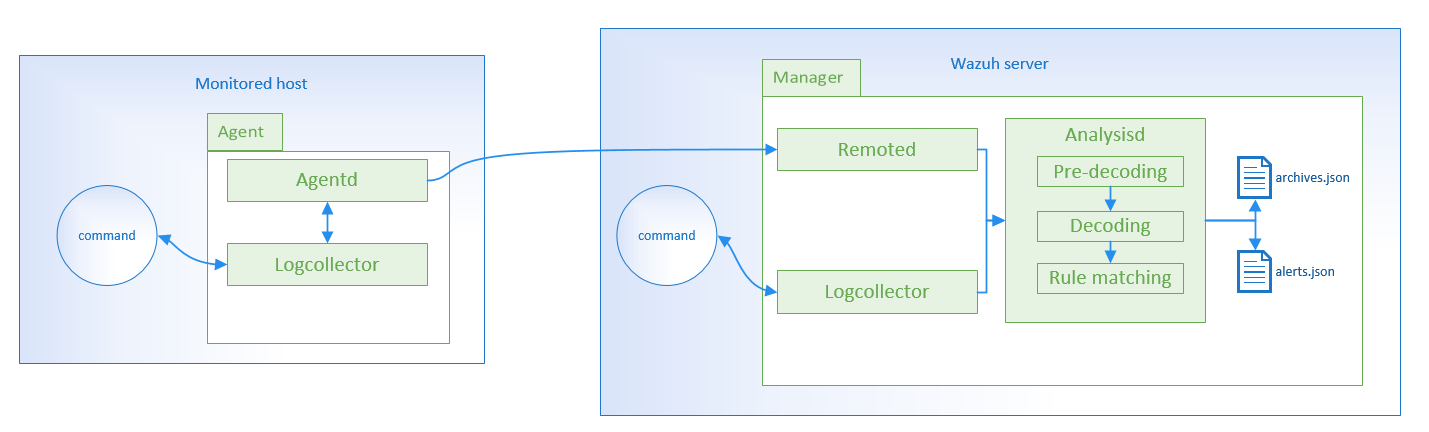 Monitored host
Agent
Agentd
command
Logcollector
Wazuh server
Manager
Remoted
command
Logcollector
Analysisd
Pre-decoding
Decoding
Rule matching
archives.json
alerts.json